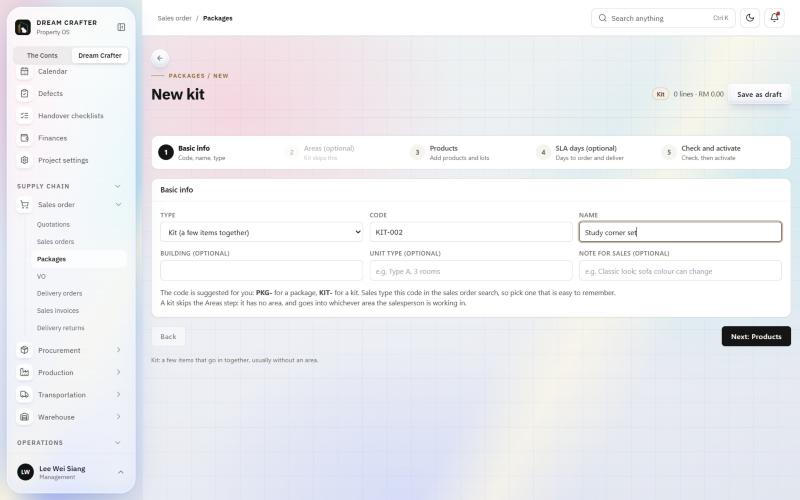 DREAM CRAFTER
Property OS
The Conts
Dream Crafter
Calendar
Defects
Handover checklists
Finances
Project settings
SUPPLY CHAIN
Sales order
Quotations
Sales orders
Packages
VO
Delivery orders
Sales invoices
Delivery returns
Procurement
Production
Transportation
Warehouse
OPERATIONS
LW
Lee Wei Siang
Management
Sales order / Packages
Search anything
Ctrl K
PACKAGES / NEW
New kit
Kit
0 lines · RM 0.00
Save as draft
1
Basic info
Code, name, type
2
Areas (optional)
Kit skips this
3
Products
Add products and kits
4
SLA days (optional)
Days to order and deliver
5
Check and activate
Check, then activate
Basic info
TYPE
Kit (a few items together)
CODE
KIT-002
NAME
Study corner set
BUILDING (OPTIONAL)
UNIT TYPE (OPTIONAL)
e.g. Type A, 3 rooms
NOTE FOR SALES (OPTIONAL)
e.g. Classic look; sofa colour can change
The code is suggested for you: PKG- for a package, KIT- for a kit. Sales type this code in the sales order search, so pick one that is easy to remember.
A kit skips the Areas step: it has no area, and goes into whichever area the salesperson is working in.
Back
Next: Products
Kit: a few items that go in together, usually without an area.